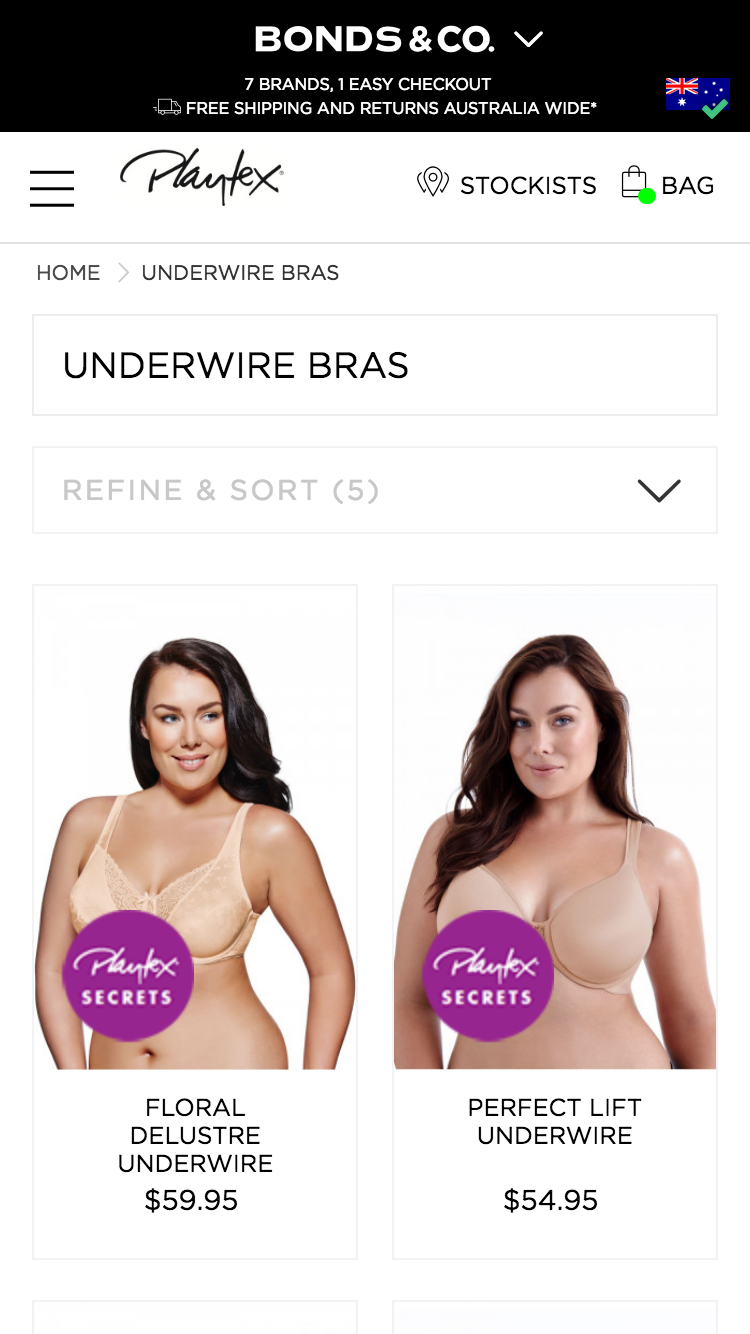 BONDS & CO.
7 BRANDS, 1 EASY CHECKOUT
FREE SHIPPING AND RETURNS AUSTRALIA WIDE*
Playtex
STOCKISTS
BAG
HOME
UNDERWIRE BRAS
UNDERWIRE BRAS
REFINE & SORT (5)
Playtex
SECRETS
Playtex
SECRETS
FLORAL
DELUSTRE
UNDERWIRE
$59.95
PERFECT LIFT
UNDERWIRE
$54.95